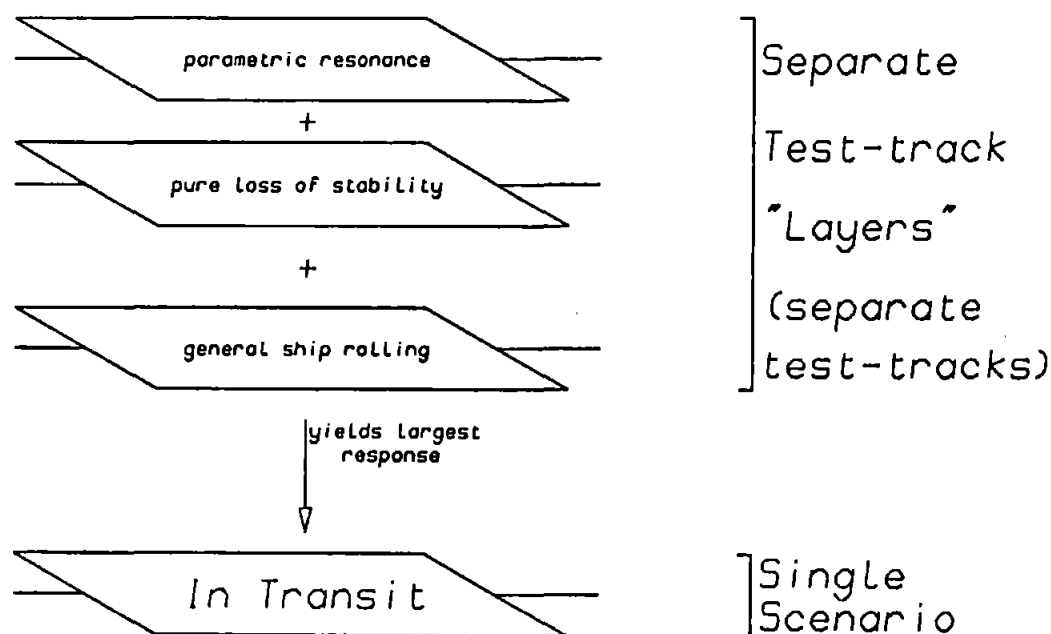 parametric resonance
+
pure loss of stability
+
general ship rolling
yields largest
response
In Transit
Separate
Test-track
"Layers"
(separate
test-tracks)
Single
Scenario